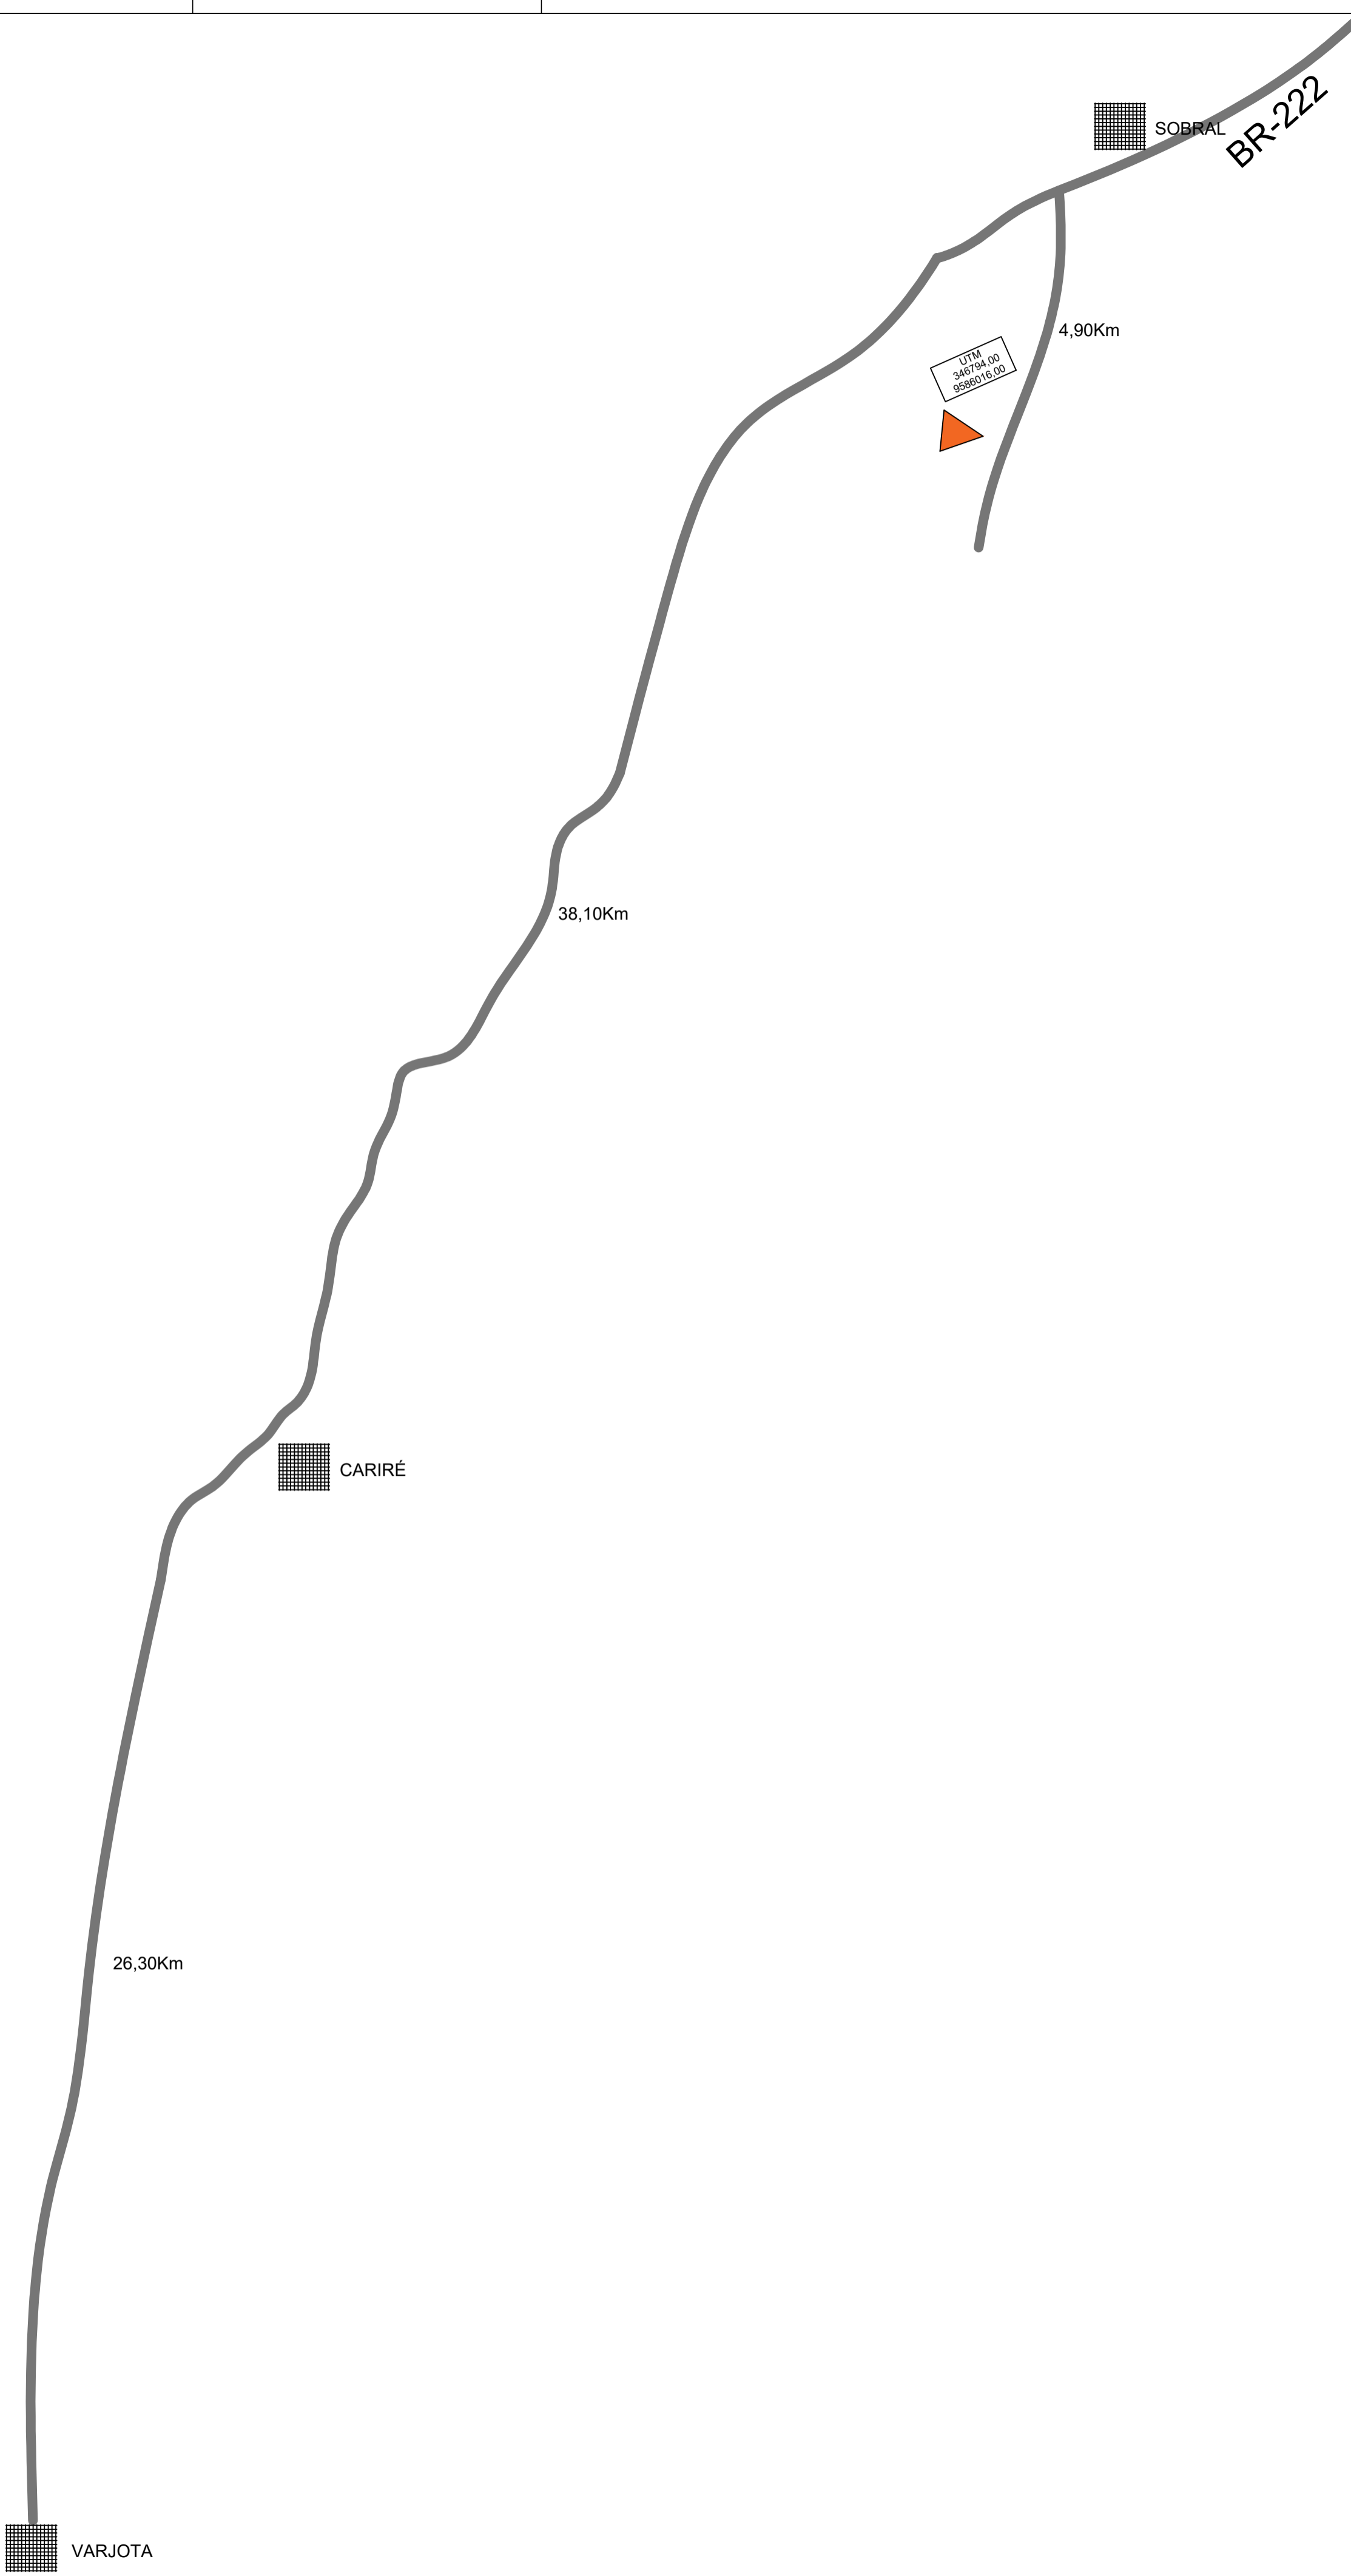 SOBRAL
BR-222
4,90Km
UTM
346794,00
9586016,00
38,10Km
CARIRÉ
26,30Km
VARJOTA